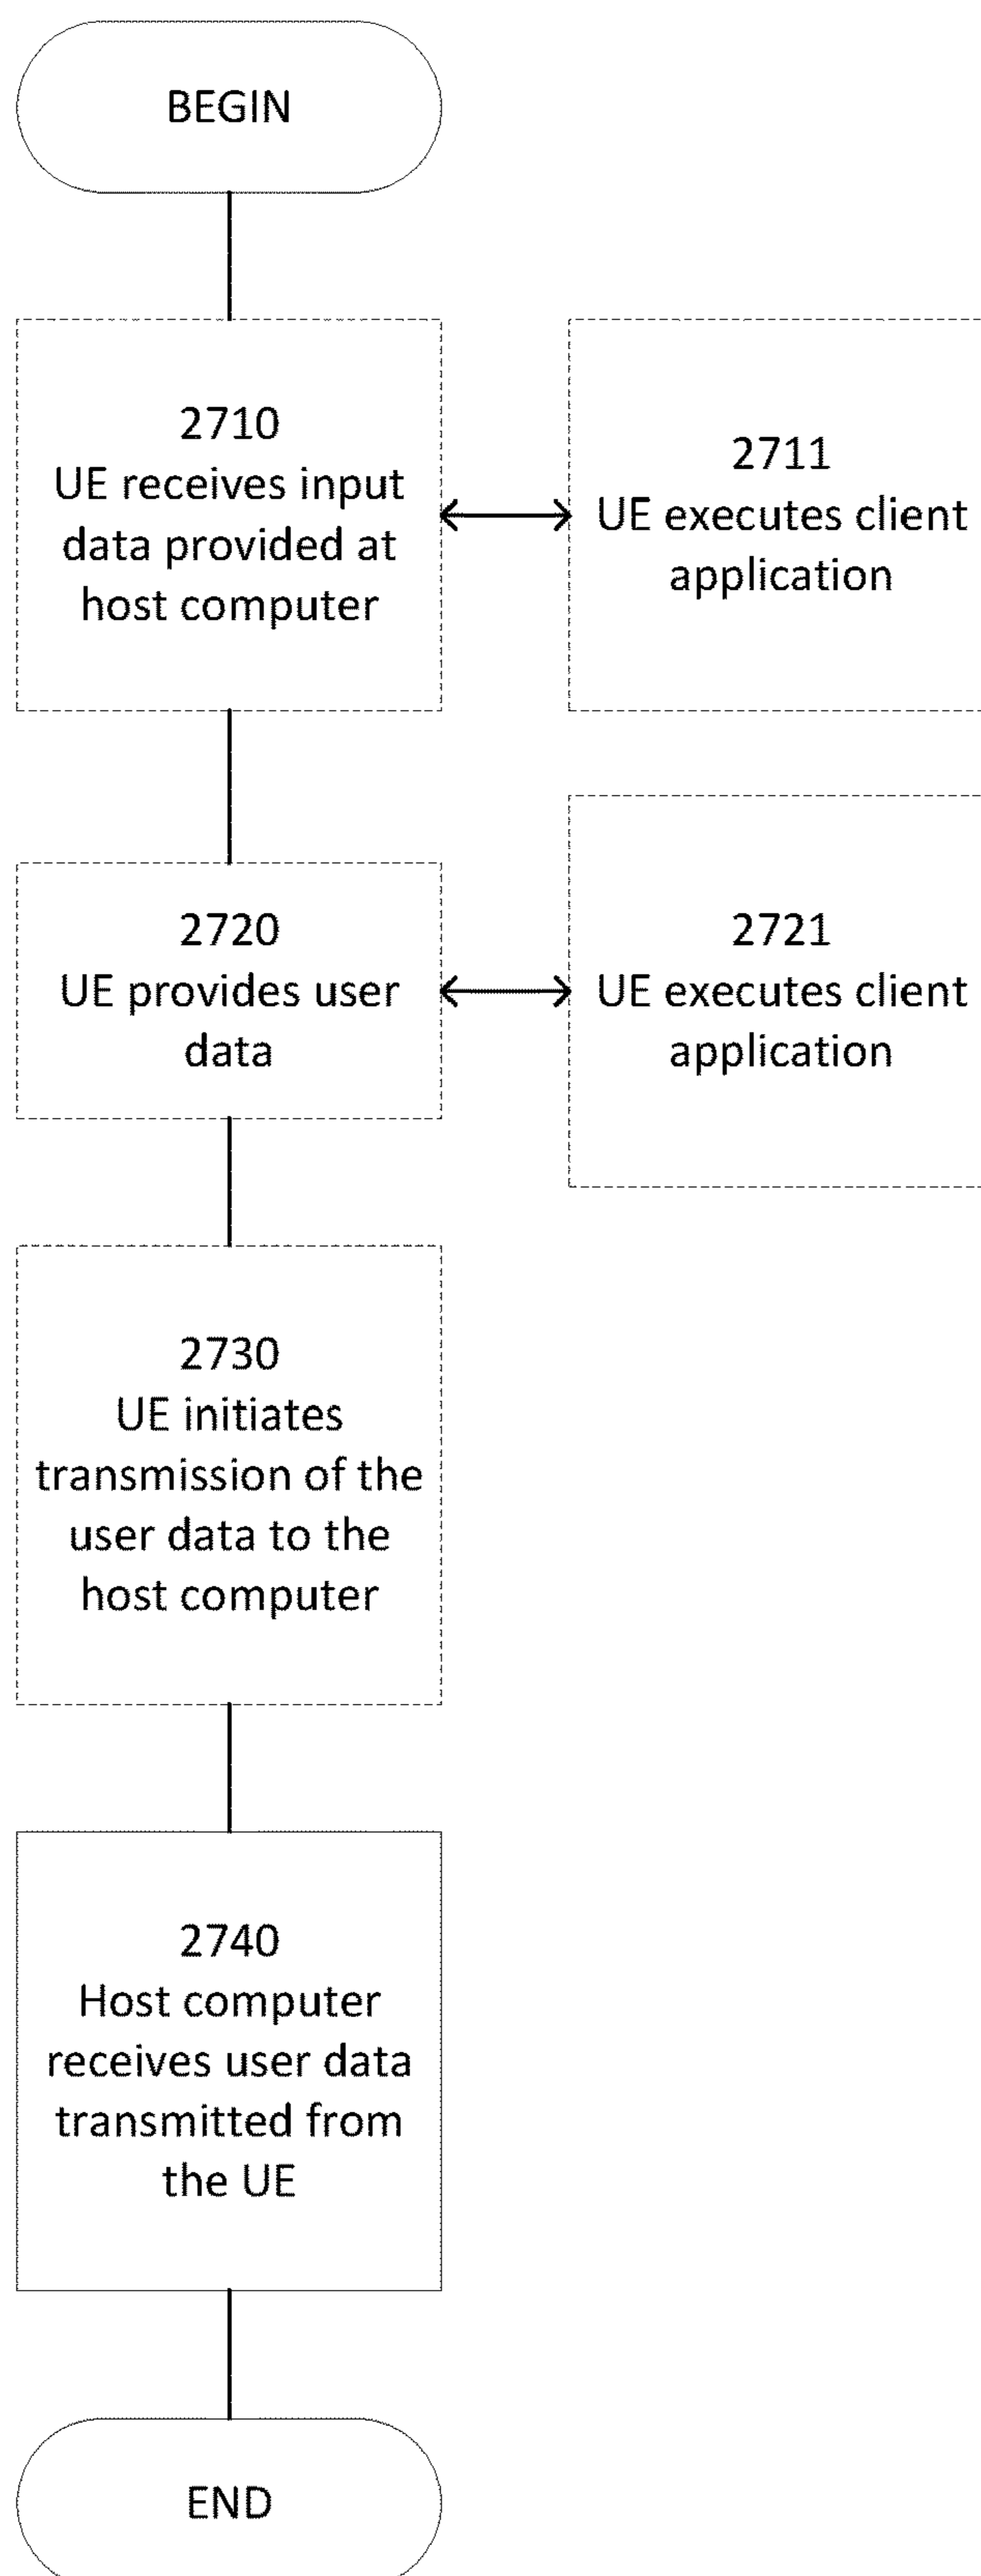 BEGIN
2710
UE receives input
data provided at
host computer
2711
UE executes client
application
2720
UE provides user
data
2721
UE executes client
application
2730
UE initiates
transmission of the
user data to the
host computer
2740
Host computer
receives user data
transmitted from
the UE
END